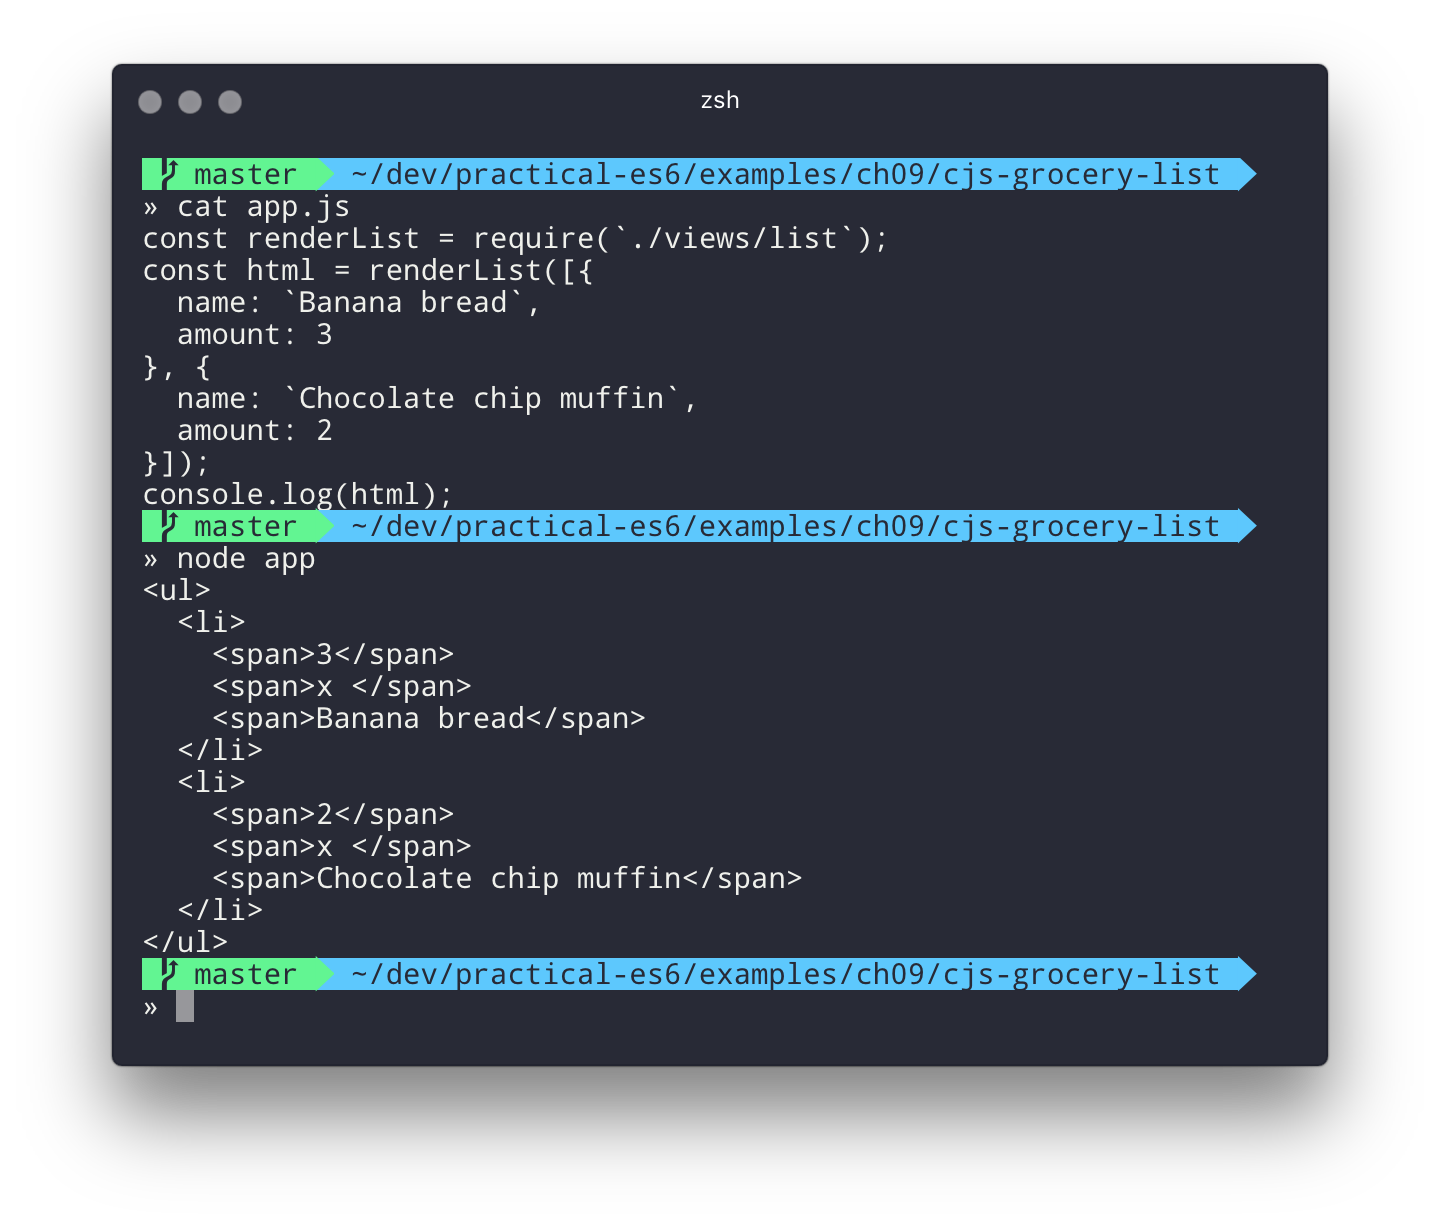 zsh
master ~/dev/practical-es6/examples/ch09/cjs-grocery-list
» cat app.js
const renderList = require(`./views/list`);
const html = renderList([{
  name: `Banana bread`,
  amount: 3
}, {
  name: `Chocolate chip muffin`,
  amount: 2
}]);
console.log(html);
master ~/dev/practical-es6/examples/ch09/cjs-grocery-list
» node app
<ul>
  <li>
    <span>3</span>
    <span>x </span>
    <span>Banana bread</span>
  </li>
  <li>
    <span>2</span>
    <span>x </span>
    <span>Chocolate chip muffin</span>
  </li>
</ul>
master ~/dev/practical-es6/examples/ch09/cjs-grocery-list
»